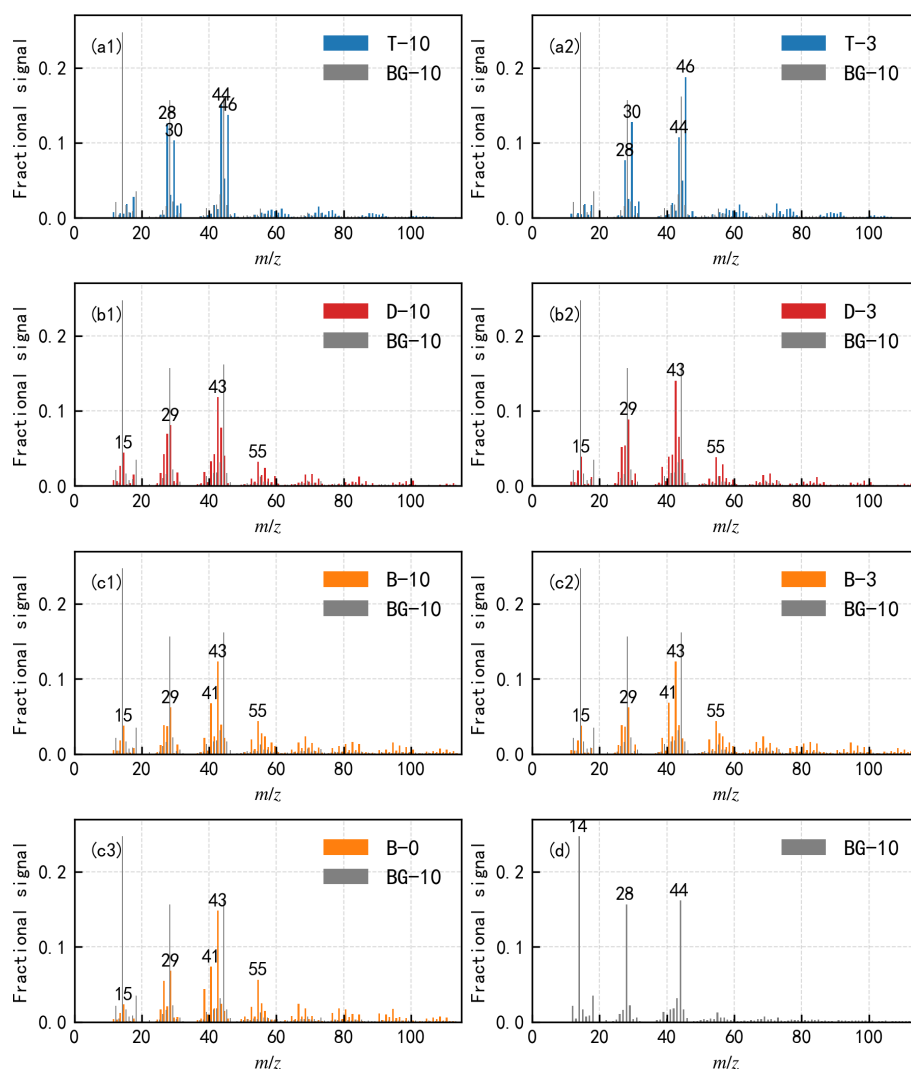 (a1)
T-10
BG-10
44
46
28
30
Fractional signal
0.2
0.1
0.0
0 20 40 60 80 100
m/z
(a2)
T-3
BG-10
46
30
44
28
Fractional signal
0.2
0.1
0.0
0 20 40 60 80 100
m/z
(b1)
D-10
BG-10
43
29
15
55
Fractional signal
0.2
0.1
0.0
0 20 40 60 80 100
m/z
(b2)
D-3
BG-10
43
29
15
55
Fractional signal
0.2
0.1
0.0
0 20 40 60 80 100
m/z
(c1)
B-10
BG-10
43
41
29
15
55
Fractional signal
0.2
0.1
0.0
0 20 40 60 80 100
m/z
(c2)
B-3
BG-10
43
41
29
15
55
Fractional signal
0.2
0.1
0.0
0 20 40 60 80 100
m/z
(c3)
B-0
BG-10
43
41
29
15
55
Fractional signal
0.2
0.1
0.0
0 20 40 60 80 100
m/z
14
(d)
BG-10
28
44
Fractional signal
0.2
0.1
0.0
0 20 40 60 80 100
m/z